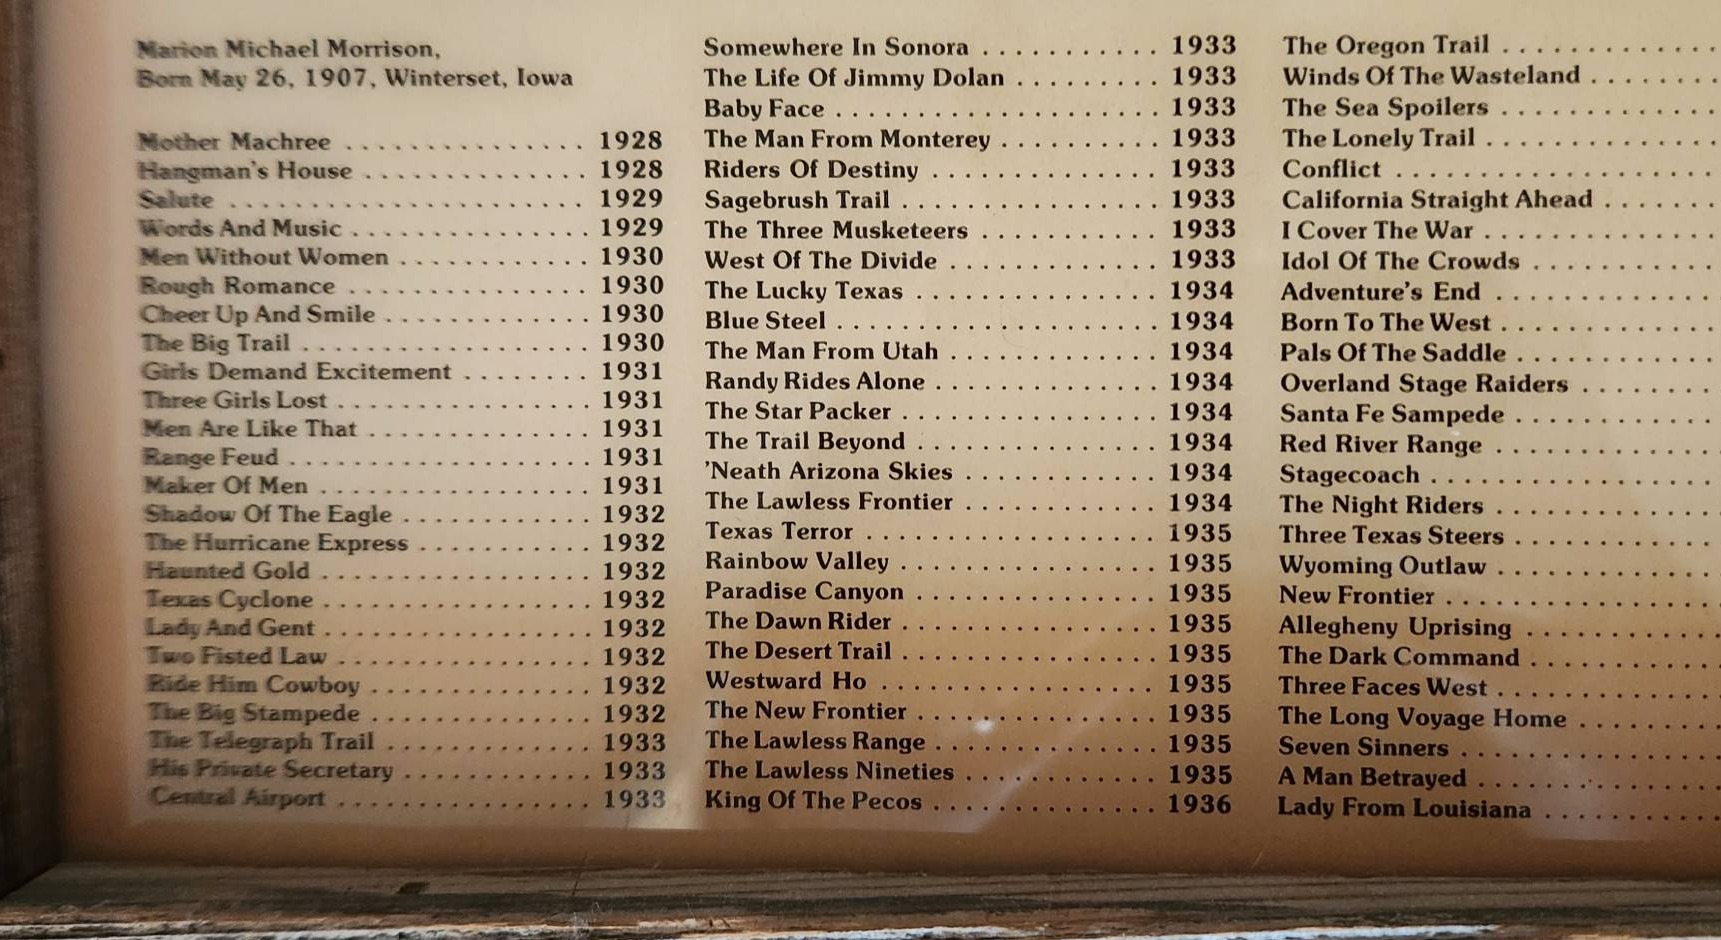 Marion Michael Morrison,
Born May 26, 1907, Winterset, Iowa
Mother Machree . . . . . . . . . . . . . . . 1928
Hangman's House . . . . . . . . . . . . . . 1928
Salute . . . . . . . . . . . . . . . . . . . . . . . . 1929
Words And Music . . . . . . . . . . . . . . . 1929
Men Without Women . . . . . . . . . . . . 1930
Rough Romance . . . . . . . . . . . . . . . 1930
Cheer Up And Smile . . . . . . . . . . . . . 1930
The Big Trail . . . . . . . . . . . . . . . . . . 1930
Girls Demand Excitement . . . . . . . . 1931
Three Girls Lost . . . . . . . . . . . . . . . . 1931
Men Are Like That . . . . . . . . . . . . . . 1931
Range Feud . . . . . . . . . . . . . . . . . . . 1931
Maker Of Men . . . . . . . . . . . . . . . . . 1931
Shadow Of The Eagle . . . . . . . . . . . . 1932
The Hurricane Express . . . . . . . . . . . 1932
Haunted Gold . . . . . . . . . . . . . . . . . 1932
Texas Cyclone . . . . . . . . . . . . . . . . . 1932
Lady And Gent . . . . . . . . . . . . . . . . . 1932
Two Fisted Law . . . . . . . . . . . . . . . . 1932
Ride Him Cowboy . . . . . . . . . . . . . . 1932
The Big Stampede . . . . . . . . . . . . . . 1932
The Telegraph Trail . . . . . . . . . . . . . 1933
His Private Secretary . . . . . . . . . . . . 1933
Central Airport . . . . . . . . . . . . . . . . 1933
Somewhere In Sonora . . . . . . . . . . . 1933
The Life Of Jimmy Dolan . . . . . . . . . 1933
Baby Face . . . . . . . . . . . . . . . . . . . . 1933
The Man From Monterey . . . . . . . . . . 1933
Riders Of Destiny . . . . . . . . . . . . . . 1933
Sagebrush Trail . . . . . . . . . . . . . . . . 1933
The Three Musketeers . . . . . . . . . . . 1933
West Of The Divide . . . . . . . . . . . . . 1933
The Lucky Texas . . . . . . . . . . . . . . . 1934
Blue Steel . . . . . . . . . . . . . . . . . . . . 1934
The Man From Utah . . . . . . . . . . . . . 1934
Randy Rides Alone . . . . . . . . . . . . . . 1934
The Star Packer . . . . . . . . . . . . . . . . 1934
The Trail Beyond . . . . . . . . . . . . . . . 1934
'Neath Arizona Skies . . . . . . . . . . . . 1934
The Lawless Frontier . . . . . . . . . . . . 1934
Texas Terror . . . . . . . . . . . . . . . . . . 1935
Rainbow Valley . . . . . . . . . . . . . . . . 1935
Paradise Canyon . . . . . . . . . . . . . . . 1935
The Dawn Rider . . . . . . . . . . . . . . . . 1935
The Desert Trail . . . . . . . . . . . . . . . . 1935
Westward Ho . . . . . . . . . . . . . . . . . 1935
The New Frontier . . . . . . . . . . . . . . . 1935
The Lawless Range . . . . . . . . . . . . . . 1935
The Lawless Nineties . . . . . . . . . . . . 1935
King Of The Pecos . . . . . . . . . . . . . . 1936
The Oregon Trail . . . . . . . . . . . . .
Winds Of The Wasteland . . . . . . . .
The Sea Spoilers . . . . . . . . . . . . .
The Lonely Trail . . . . . . . . . . . . . .
Conflict . . . . . . . . . . . . . . . . . . .
California Straight Ahead . . . . . . .
I Cover The War . . . . . . . . . . . . . .
Idol Of The Crowds . . . . . . . . . . .
Adventure's End . . . . . . . . . . . . .
Born To The West . . . . . . . . . . . . .
Pals Of The Saddle . . . . . . . . . . . .
Overland Stage Raiders . . . . . . . .
Santa Fe Sampede . . . . . . . . . . . .
Red River Range . . . . . . . . . . . . .
Stagecoach . . . . . . . . . . . . . . . . .
The Night Riders . . . . . . . . . . . . .
Three Texas Steers . . . . . . . . . . . .
Wyoming Outlaw . . . . . . . . . . . . .
New Frontier . . . . . . . . . . . . . . . .
Allegheny Uprising . . . . . . . . . . .
The Dark Command . . . . . . . . . . .
Three Faces West . . . . . . . . . . . . .
The Long Voyage Home . . . . . . . .
Seven Sinners . . . . . . . . . . . . . . .
A Man Betrayed . . . . . . . . . . . . . .
Lady From Louisiana . . . . . . . . . .